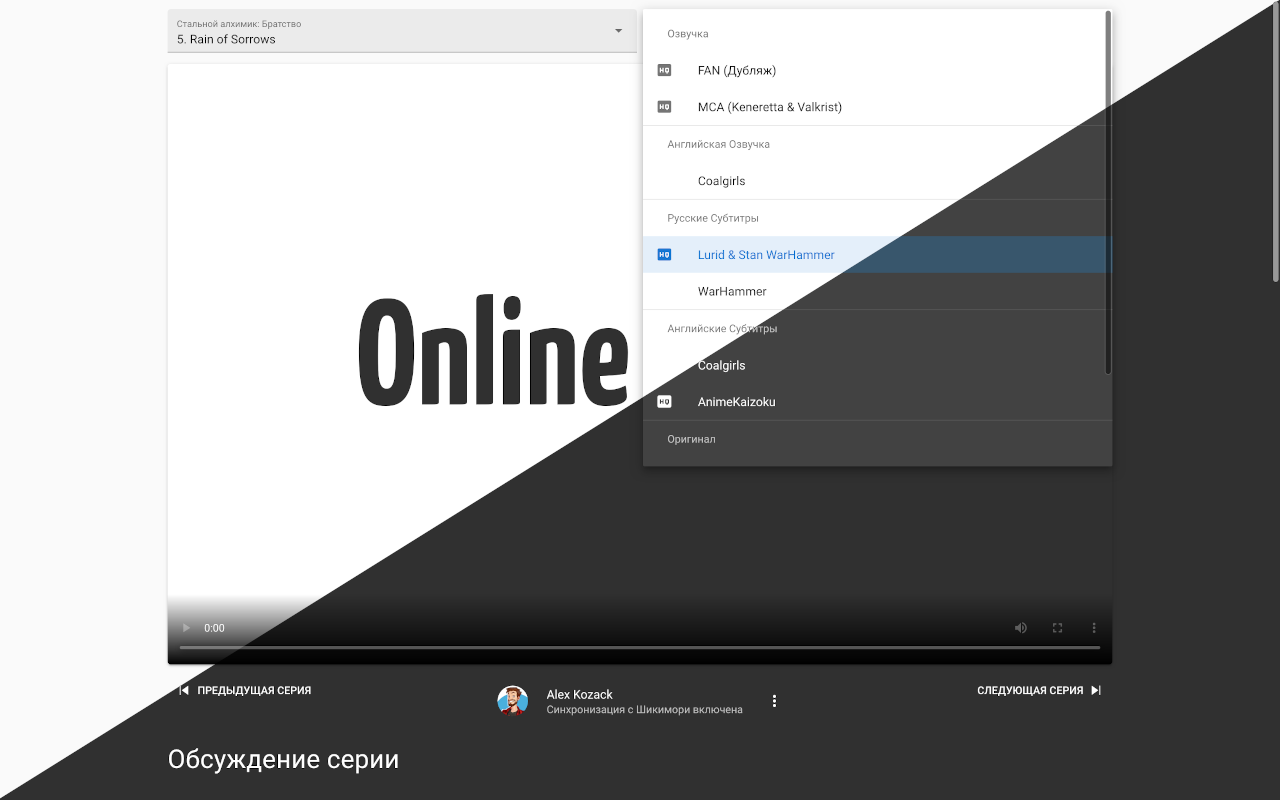 Стальной алхимик: Братство
5. Rain of Sorrows
Озвучка
HQ FAN (Дубляж)
HQ MCA (Keneretta & Valkrist)
Английская Озвучка
Coalgirls
Русские Субтитры
HQ Lurid & Stan WarHammer
WarHammer
Английские Субтитры
Coalgirls
HQ AnimeKaizoku
Оригинал
Online
0:00
ПРЕДЫДУЩАЯ СЕРИЯ
Alex Kozack
Синхронизация с Шикимори включена
СЛЕДУЮЩАЯ СЕРИЯ
Обсуждение серии